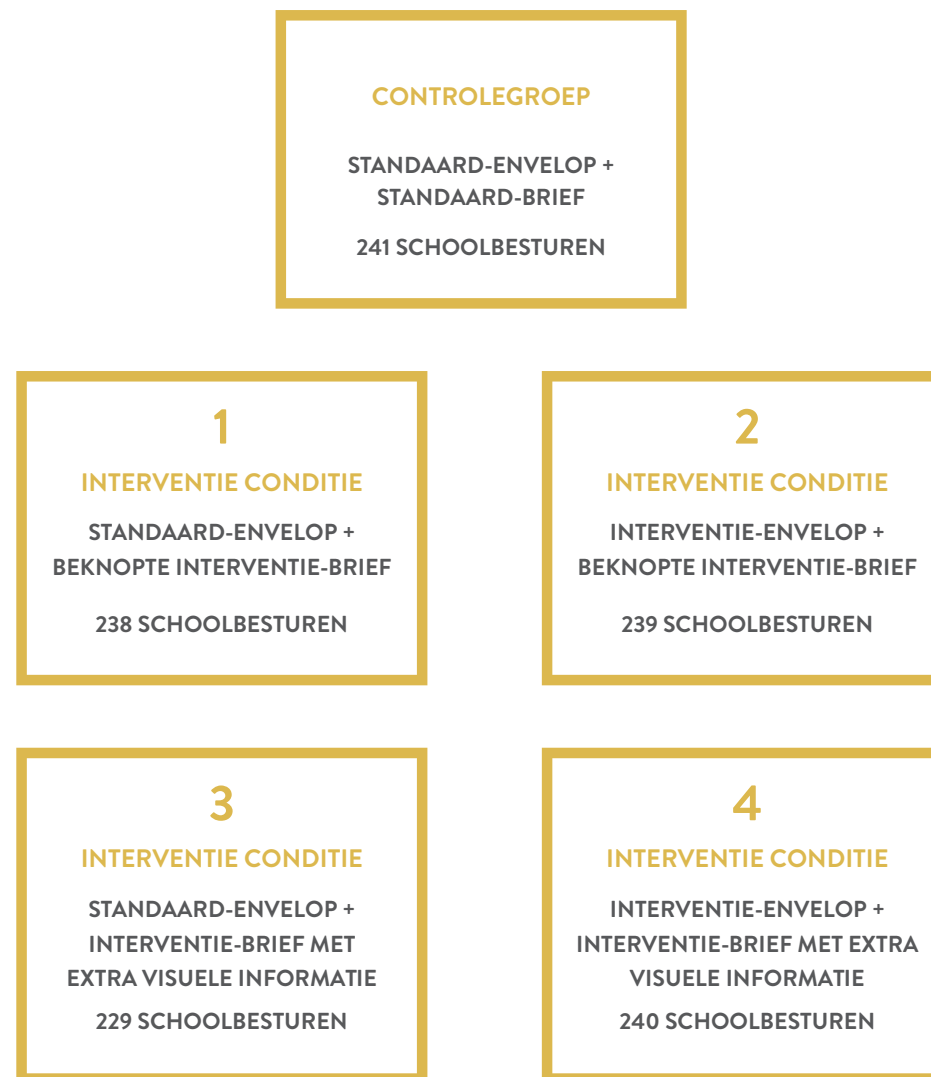 CONTROLEGROEP
STANDAARD-ENVELOP +
STANDAARD-BRIEF
241 SCHOOLBESTUREN
1
INTERVENTIE CONDITIE
STANDAARD-ENVELOP +
BEKNOPTE INTERVENTIE-BRIEF
238 SCHOOLBESTUREN
2
INTERVENTIE CONDITIE
INTERVENTIE-ENVELOP +
BEKNOPTE INTERVENTIE-BRIEF
239 SCHOOLBESTUREN
3
INTERVENTIE CONDITIE
STANDAARD-ENVELOP +
INTERVENTIE-BRIEF MET
EXTRA VISUELE INFORMATIE
229 SCHOOLBESTUREN
4
INTERVENTIE CONDITIE
INTERVENTIE-ENVELOP +
INTERVENTIE-BRIEF MET EXTRA
VISUELE INFORMATIE
240 SCHOOLBESTUREN